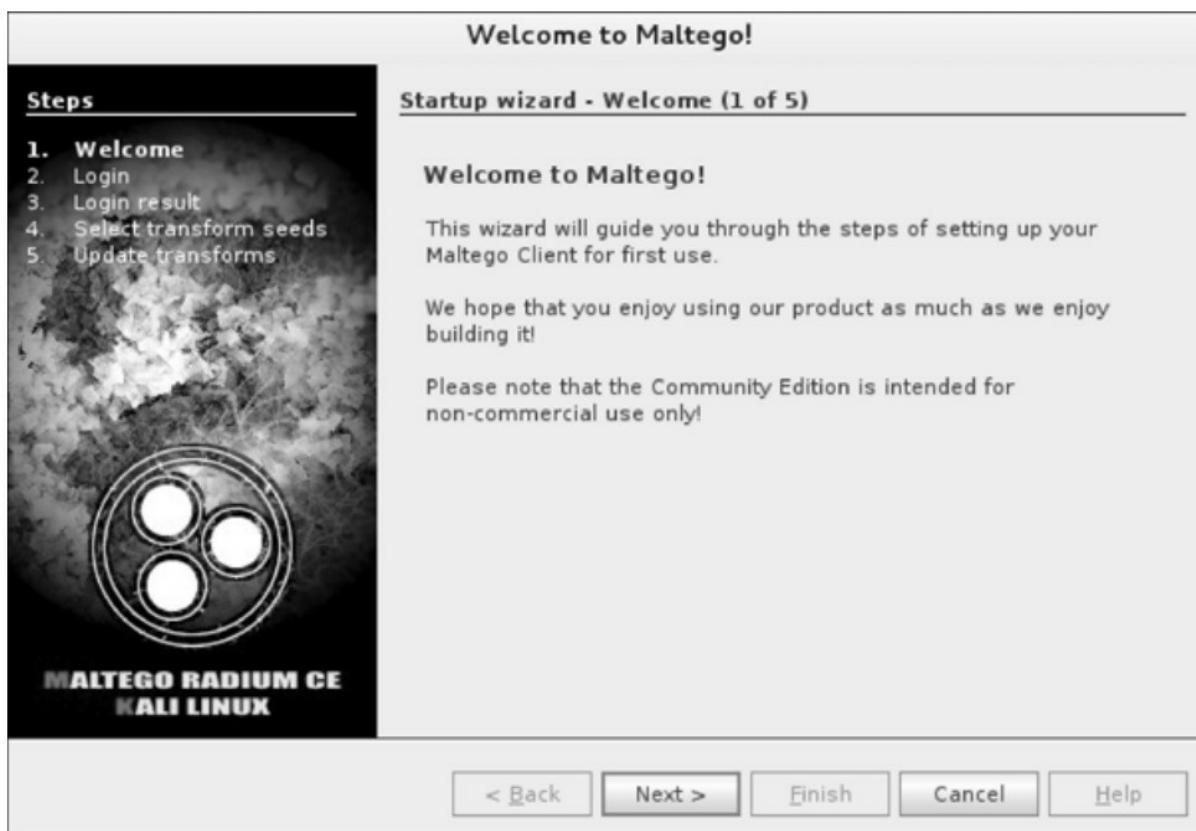 Welcome to Maltego!
Steps
1. Welcome
2. Login
3. Login result
4. Select transform seeds
5. Update transforms
MALTEGO RADIUM CE
KALI LINUX
Startup wizard - Welcome (1 of 5)
Welcome to Maltego!
This wizard will guide you through the steps of setting up your
Maltego Client for first use.
We hope that you enjoy using our product as much as we enjoy
building it!
Please note that the Community Edition is intended for
non-commercial use only!
< Back Next > Finish Cancel Help